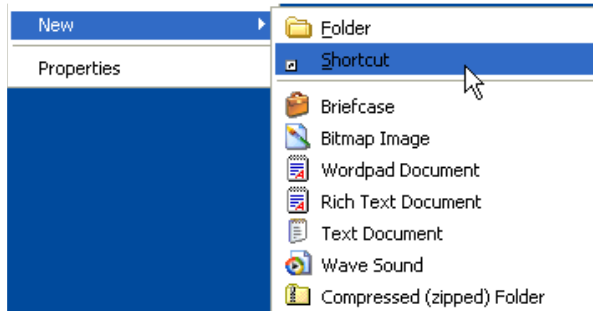 New
Properties
Folder
Shortcut
Briefcase
Bitmap Image
Wordpad Document
Rich Text Document
Text Document
Wave Sound
Compressed (zipped) Folder